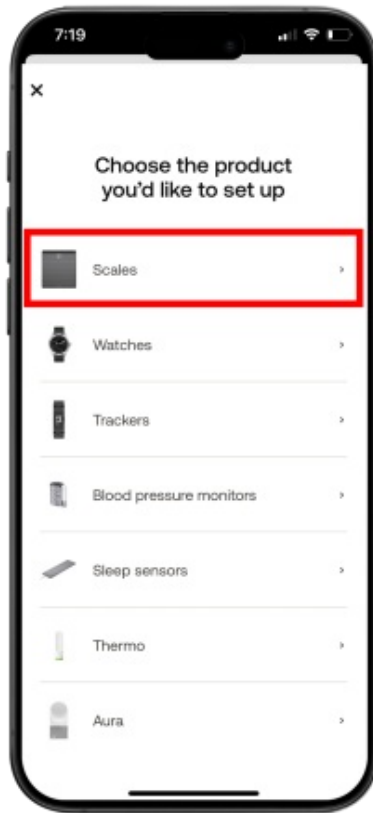 7:19
Choose the product
you'd like to set up
Scales
Watches
Trackers
Blood pressure monitors
Sleep sensors
Thermo
Aura